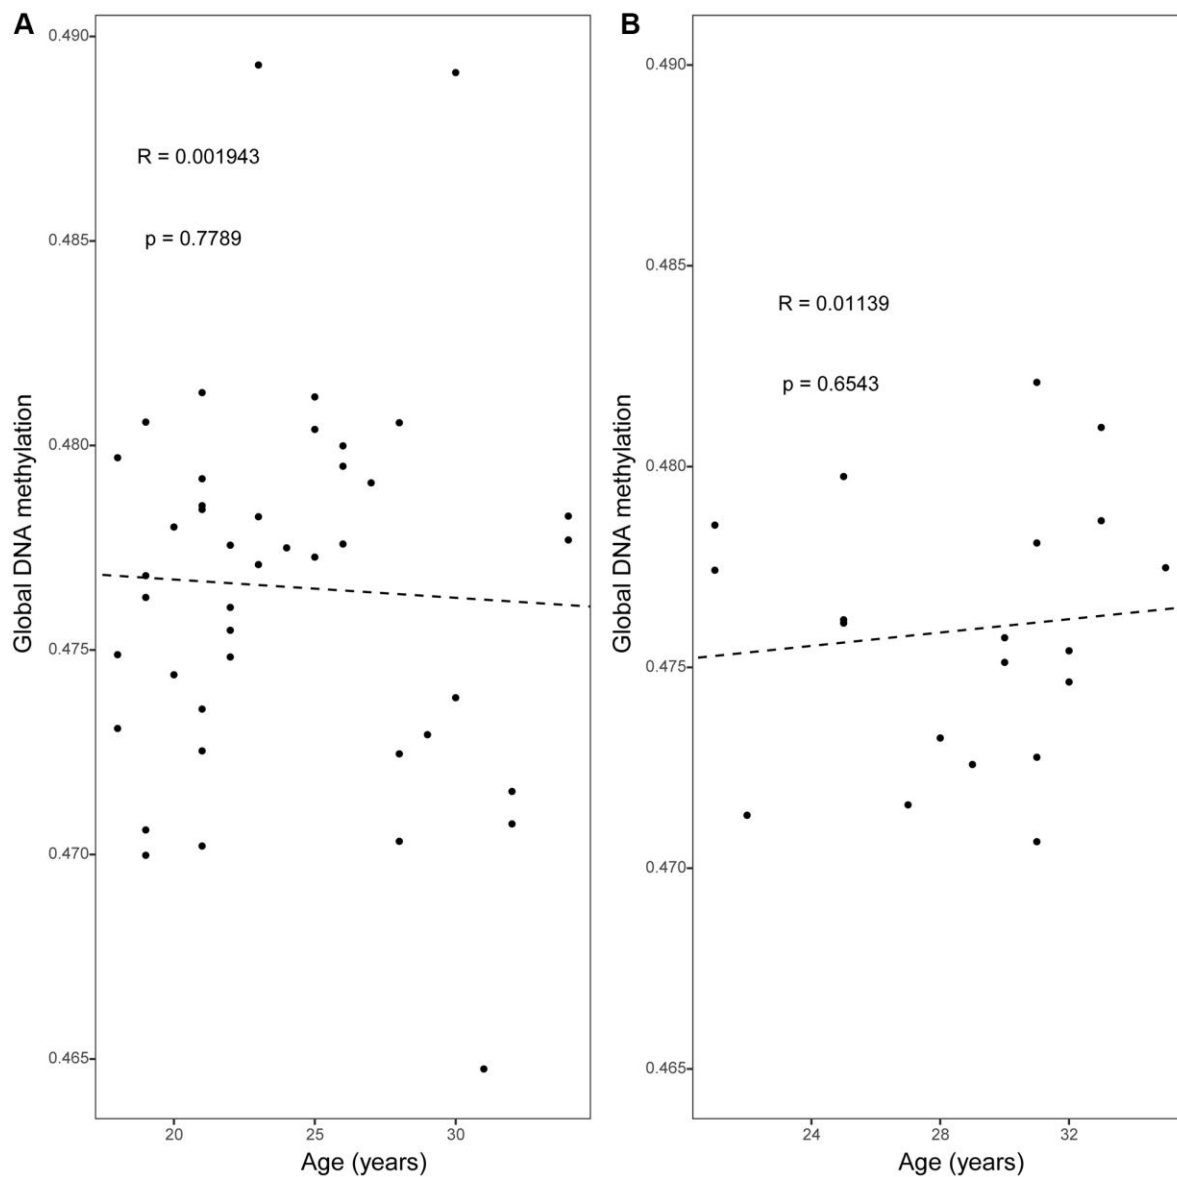 A
Global DNA methylation
0.490
0.485
0.480
0.475
0.470
0.465
R = 0.001943
p = 0.7789
20 25 30
Age (years)
B
Global DNA methylation
0.490
0.485
0.480
0.475
0.470
0.465
R = 0.01139
p = 0.6543
24 28 32
Age (years)